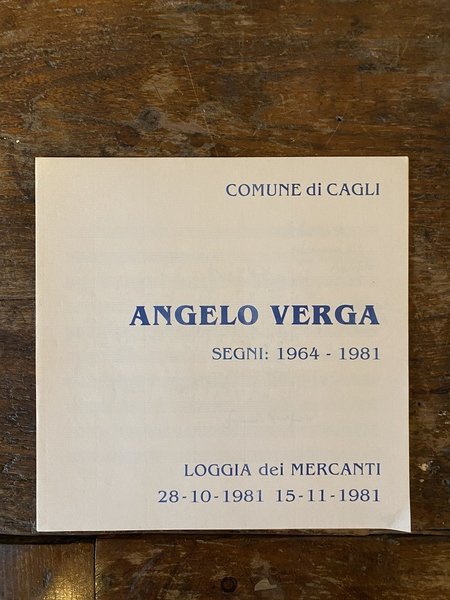 COMUNE di CAGLI
ANGELO VERGA
SEGNI: 1964 - 1981
LOGGIA dei MERCANTI
28-10-1981 15-11-1981